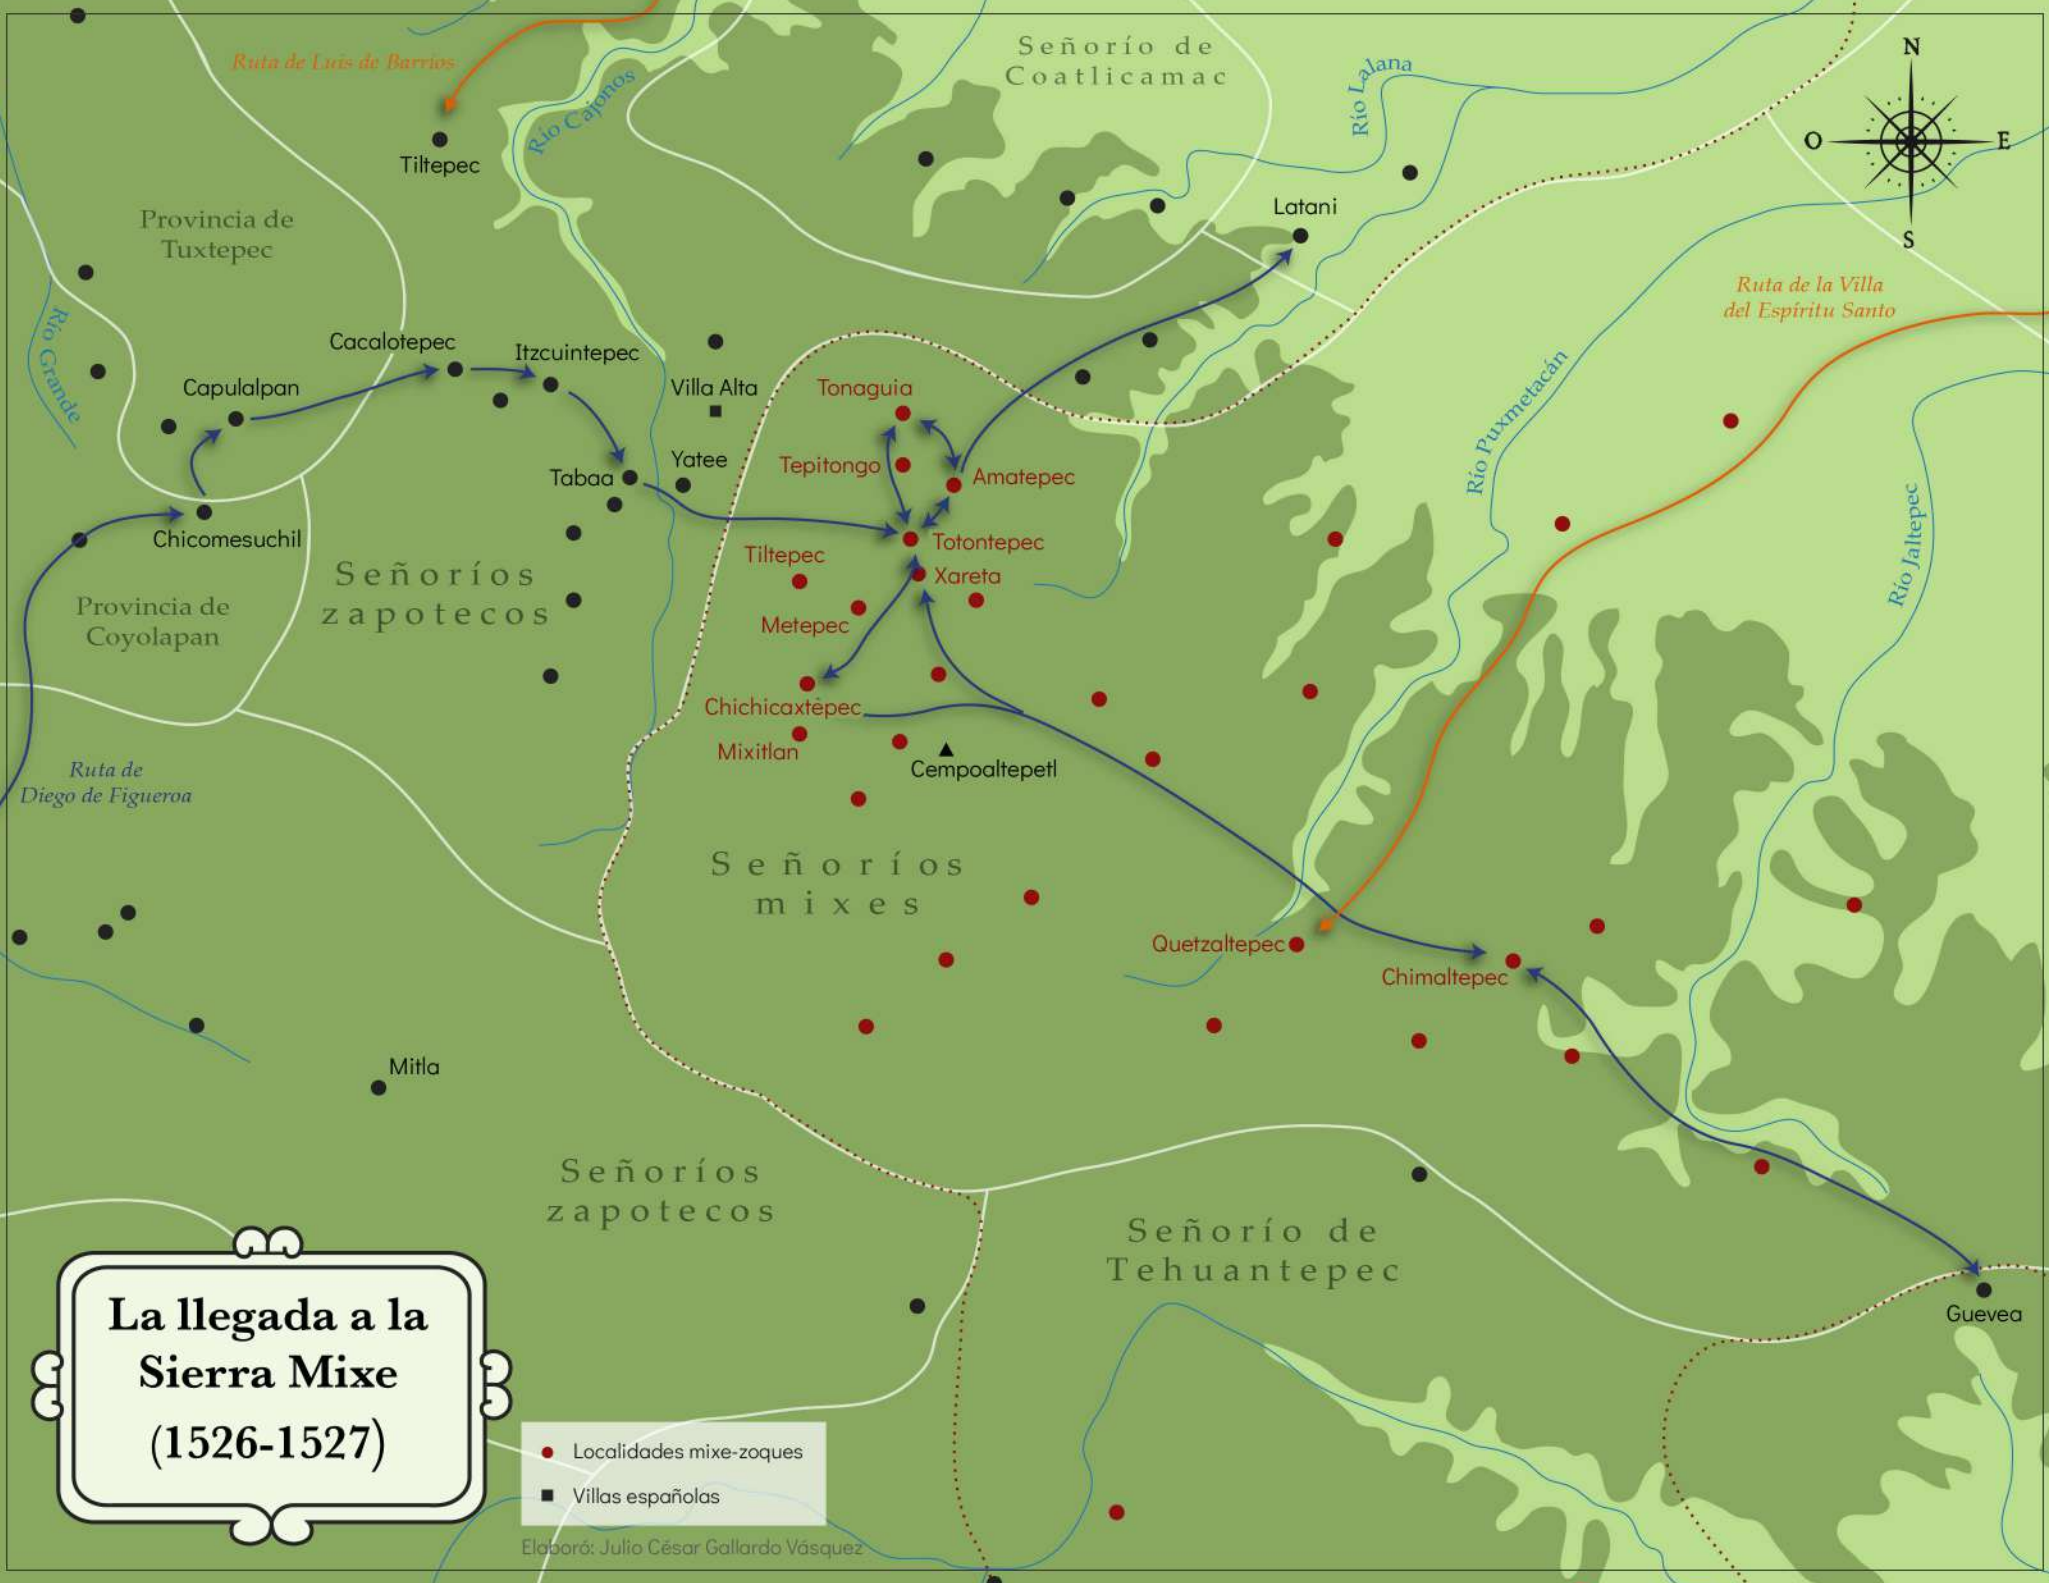 Ruta de Luis de Barrios
Tiltepec
Río Cajonos
Señorío de
Coatlicamac
Río Lalana
N
O
E
S
Latani
Provincia de
Tuxtepec
Río Grande
Ruta de la Villa
del Espíritu Santo
Cacalotepec
Itzcuintepec
Capulalpan
Villa Alta
Tonaguia
Río Puxmetacán
Yatee
Tabaa
Tepitongo
Amatepec
Chicomesuchil
Totontepec
Río Jaltepec
Señoríos
zapotecos
Tiltepec
Xareta
Provincia de
Coyolapan
Metepec
Chichicaxtèpec
Mixitlan
Cempoaltepetl
Ruta de
Diego de Figueroa
Señoríos
mixes
Quetzaltepec
Chimaltepec
Mitla
Señoríos
zapotecos
Señorío de
Tehuantepec
Guevea
La llegada a la
Sierra Mixe
(1526-1527)
Localidades mixe-zoques
Villas españolas
Elaboró: Julio César Gallardo Vásquez